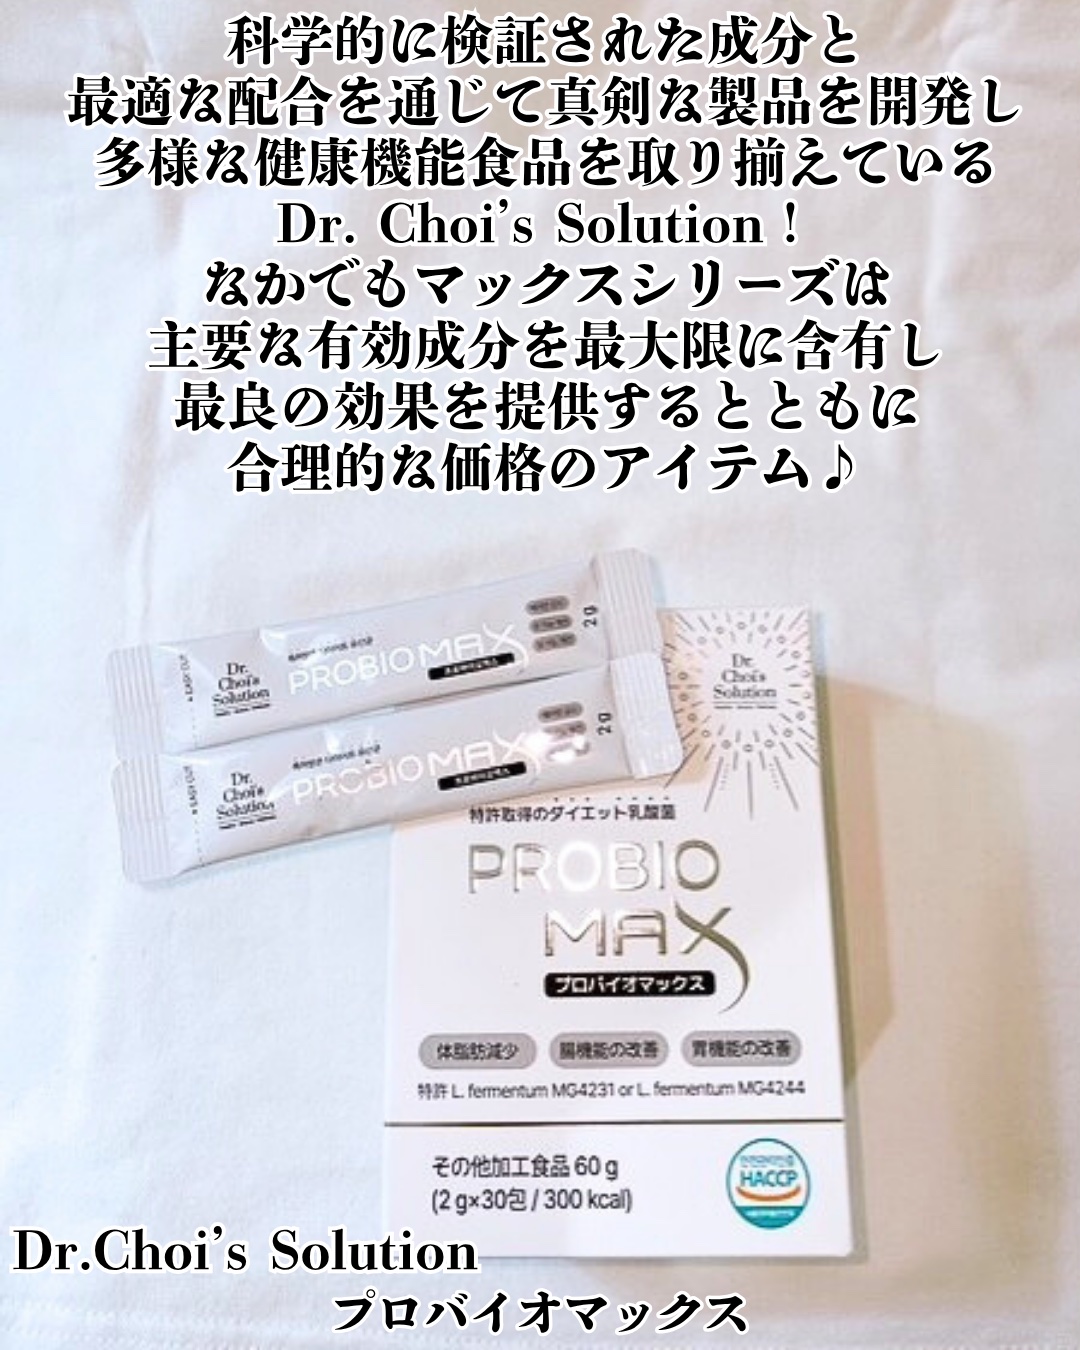 科学的に検証された成分と
最適な配合を通じて真剣な製品を開発し
多様な健康機能食品を取り揃えている
Dr. Choi's Solution！
なかでもマックスシリーズは
主要な有効成分を最大限に含有し
最良の効果を提供するとともに
合理的な価格のアイテム♪
2g
PROBIOMAX
Dr.
Choi's
Solution
EASY CUT
2g
PROBIOMAX
Dr.
Choi's
Solution
EASY CUT
Dr.
Choi's
Solution
特許取得のダイエット乳酸菌
PROBIO
MAX
プロバイオマックス
体脂肪減少 腸機能の改善 胃機能の改善
特許 L. fermentum MG4231 or L. fermentum MG4244
その他加工食品 60 g
(2 g×30包 / 300 kcal)
HACCP
Dr.Choi's Solution
プロバイオマックス